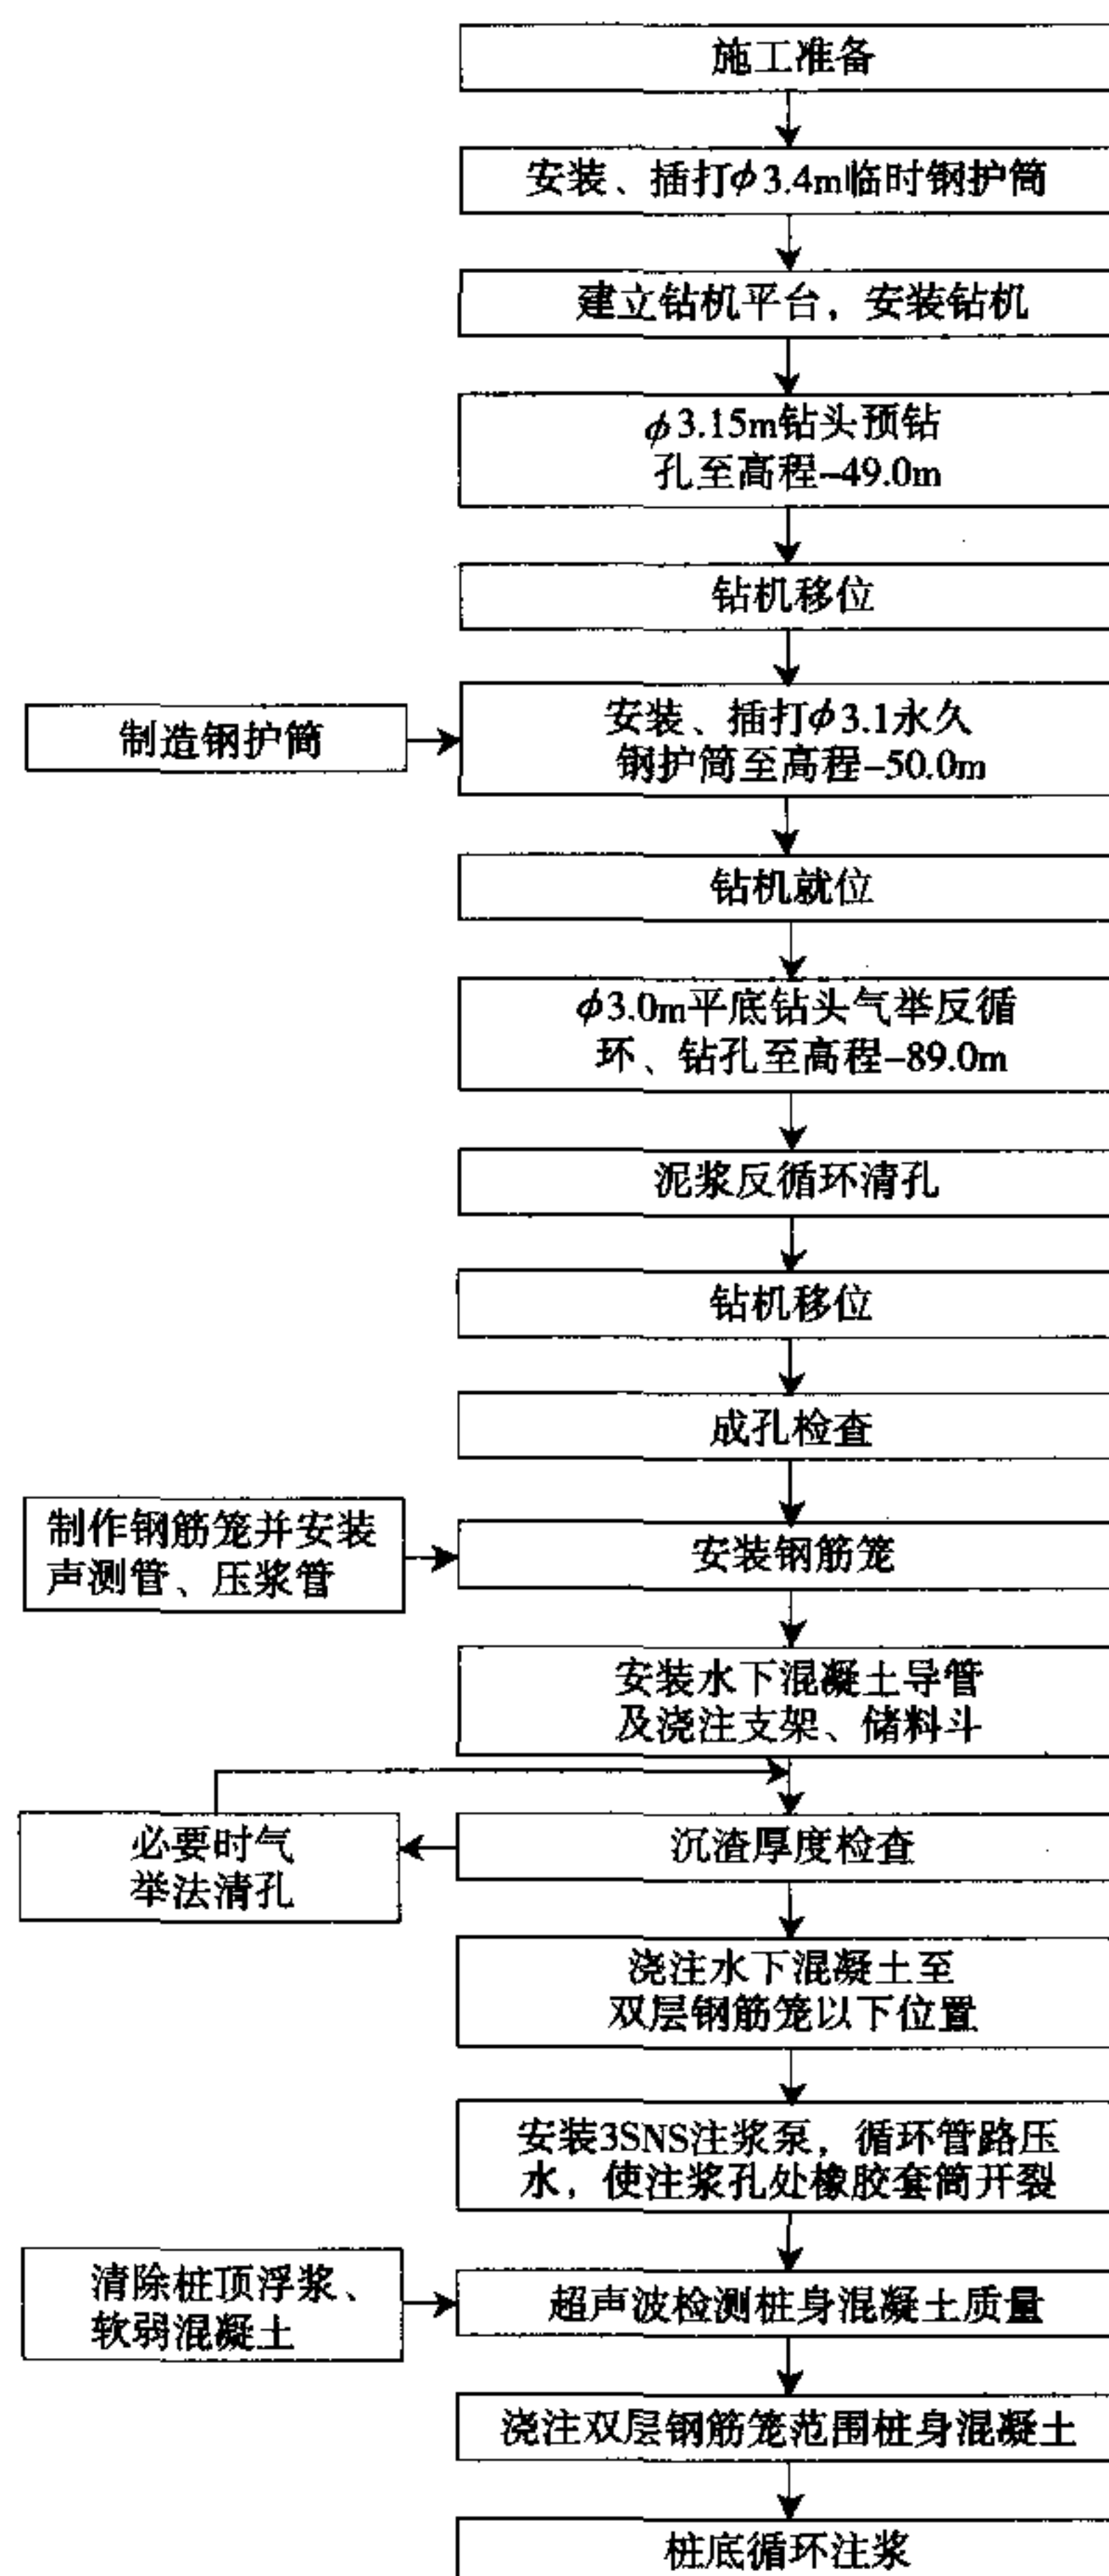 施工准备
安装、插打ϕ3.4m临时钢护筒
建立钻机平台，安装钻机
ϕ3.15m钻头预钻
孔至高程–49.0m
钻机移位
制造钢护筒
安装、插打ϕ3.1永久
钢护筒至高程–50.0m
钻机就位
ϕ3.0m平底钻头气举反循
环、钻孔至高程–89.0m
泥浆反循环清孔
钻机移位
成孔检查
制作钢筋笼并安装
声测管、压浆管
安装钢筋笼
安装水下混凝土导管
及浇注支架、储料斗
必要时气
举法清孔
沉渣厚度检查
浇注水下混凝土至
双层钢筋笼以下位置
安装3SNS注浆泵，循环管路压
水，使注浆孔处橡胶套筒开裂
清除桩顶浮浆、
软弱混凝土
超声波检测桩身混凝土质量
浇注双层钢筋笼范围桩身混凝土
桩底循环注浆